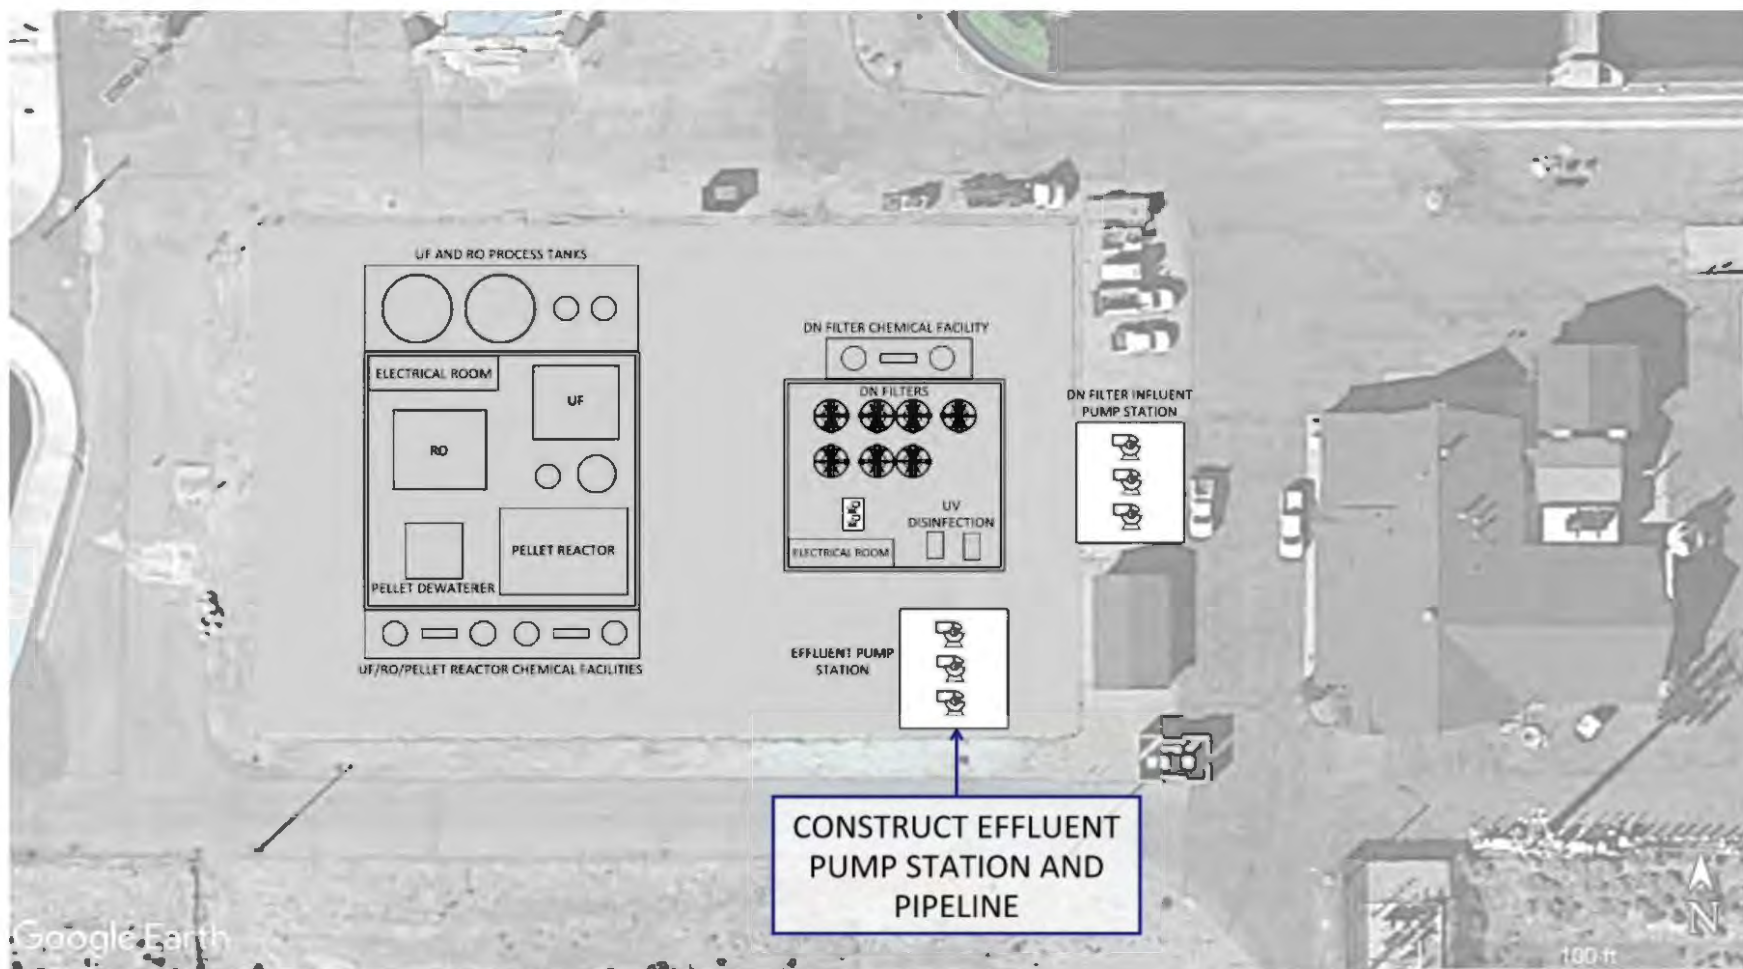 UF AND RO PROCESS TANKS
ELECTRICAL ROOM
UF
RO
PELLET REACTOR
PELLET DEWATERER
UF/RO/PELLET REACTOR CHEMICAL FACILITIES
DN FILTER CHEMICAL FACILITY
DN FILTERS
UV
DISINFECTION
ELECTRICAL ROOM
DN FILTER INFLUENT
PUMP STATION
EFFLUENT PUMP
STATION
CONSTRUCT EFFLUENT
PUMP STATION AND
PIPELINE
Google Earth
N
100 ft